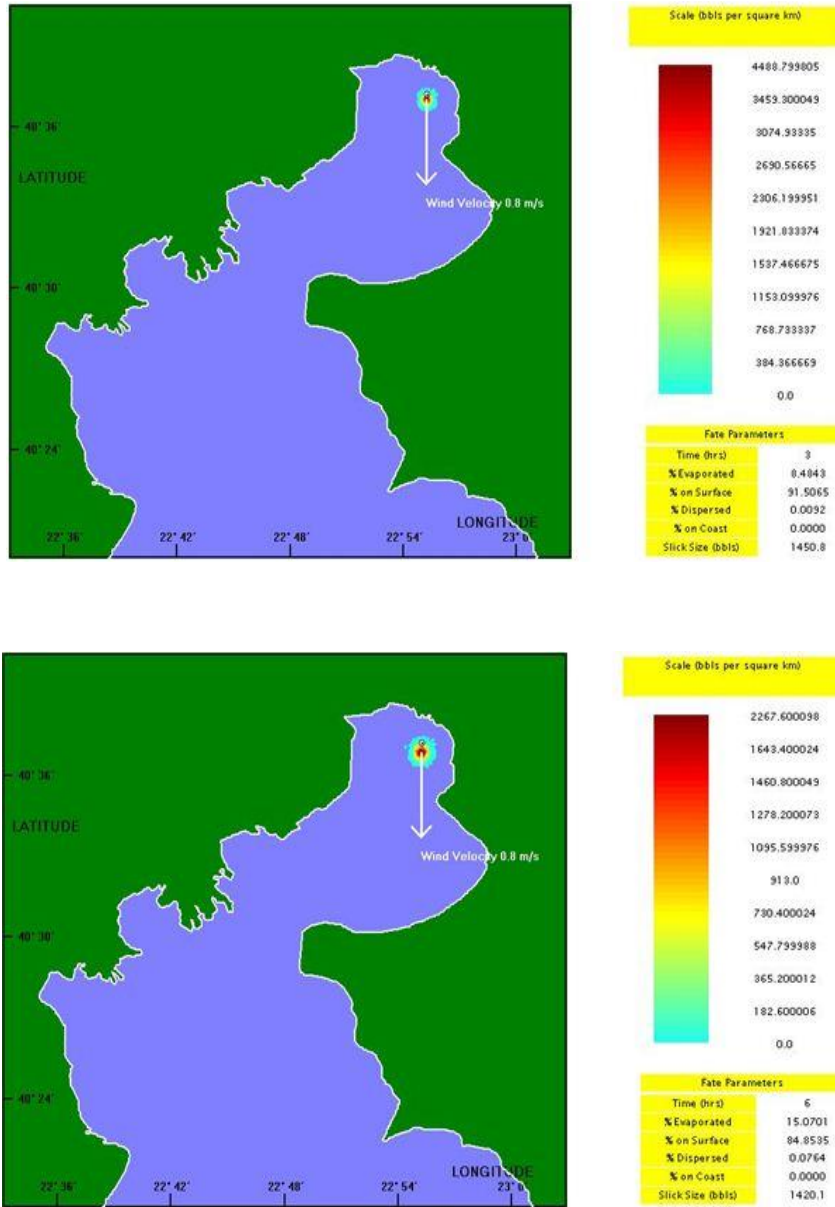 Scale (bbls per square km)
4488.799805
3459.300049
3074.93335
2690.56665
2306.199951
1921.833374
1537.466675
1153.099976
768.733337
384.366669
0.0
40° 36'
LATITUDE
Wind Velocity 0.8 m/s
40° 30'
40° 24'
LONGITUDE
22° 36' 22° 42' 22° 48' 22° 54' 23° 0'
Fate Parameters
Time (hrs) 3
% Evaporated 8.4843
% on Surface 91.5065
% Dispersed 0.0092
% on Coast 0.0000
Slick Size (bbls) 1450.8
Scale (bbls per square km)
2267.600098
1643.400024
1460.800049
1278.200073
1095.599976
913.0
730.400024
547.799988
365.200012
182.600006
0.0
40° 36'
LATITUDE
Wind Velocity 0.8 m/s
40° 30'
40° 24'
LONGITUDE
22° 36' 22° 42' 22° 48' 22° 54' 23° 0'
Fate Parameters
Time (hrs) 6
% Evaporated 15.0701
% on Surface 84.8535
% Dispersed 0.0764
% on Coast 0.0000
Slick Size (bbls) 1420.1